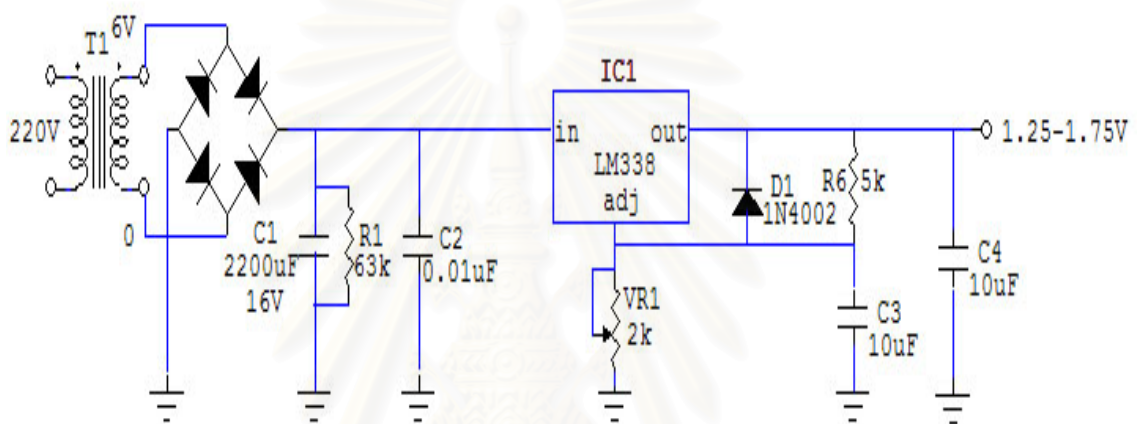 6V
T1
220V
0
C1
2200uF
16V
R1
63k
C2
0.01uF
IC1
in
out
LM338
adj
VR1
2k
D1
1N4002
R6 5k
C3
10uF
C4
10uF
1.25-1.75V